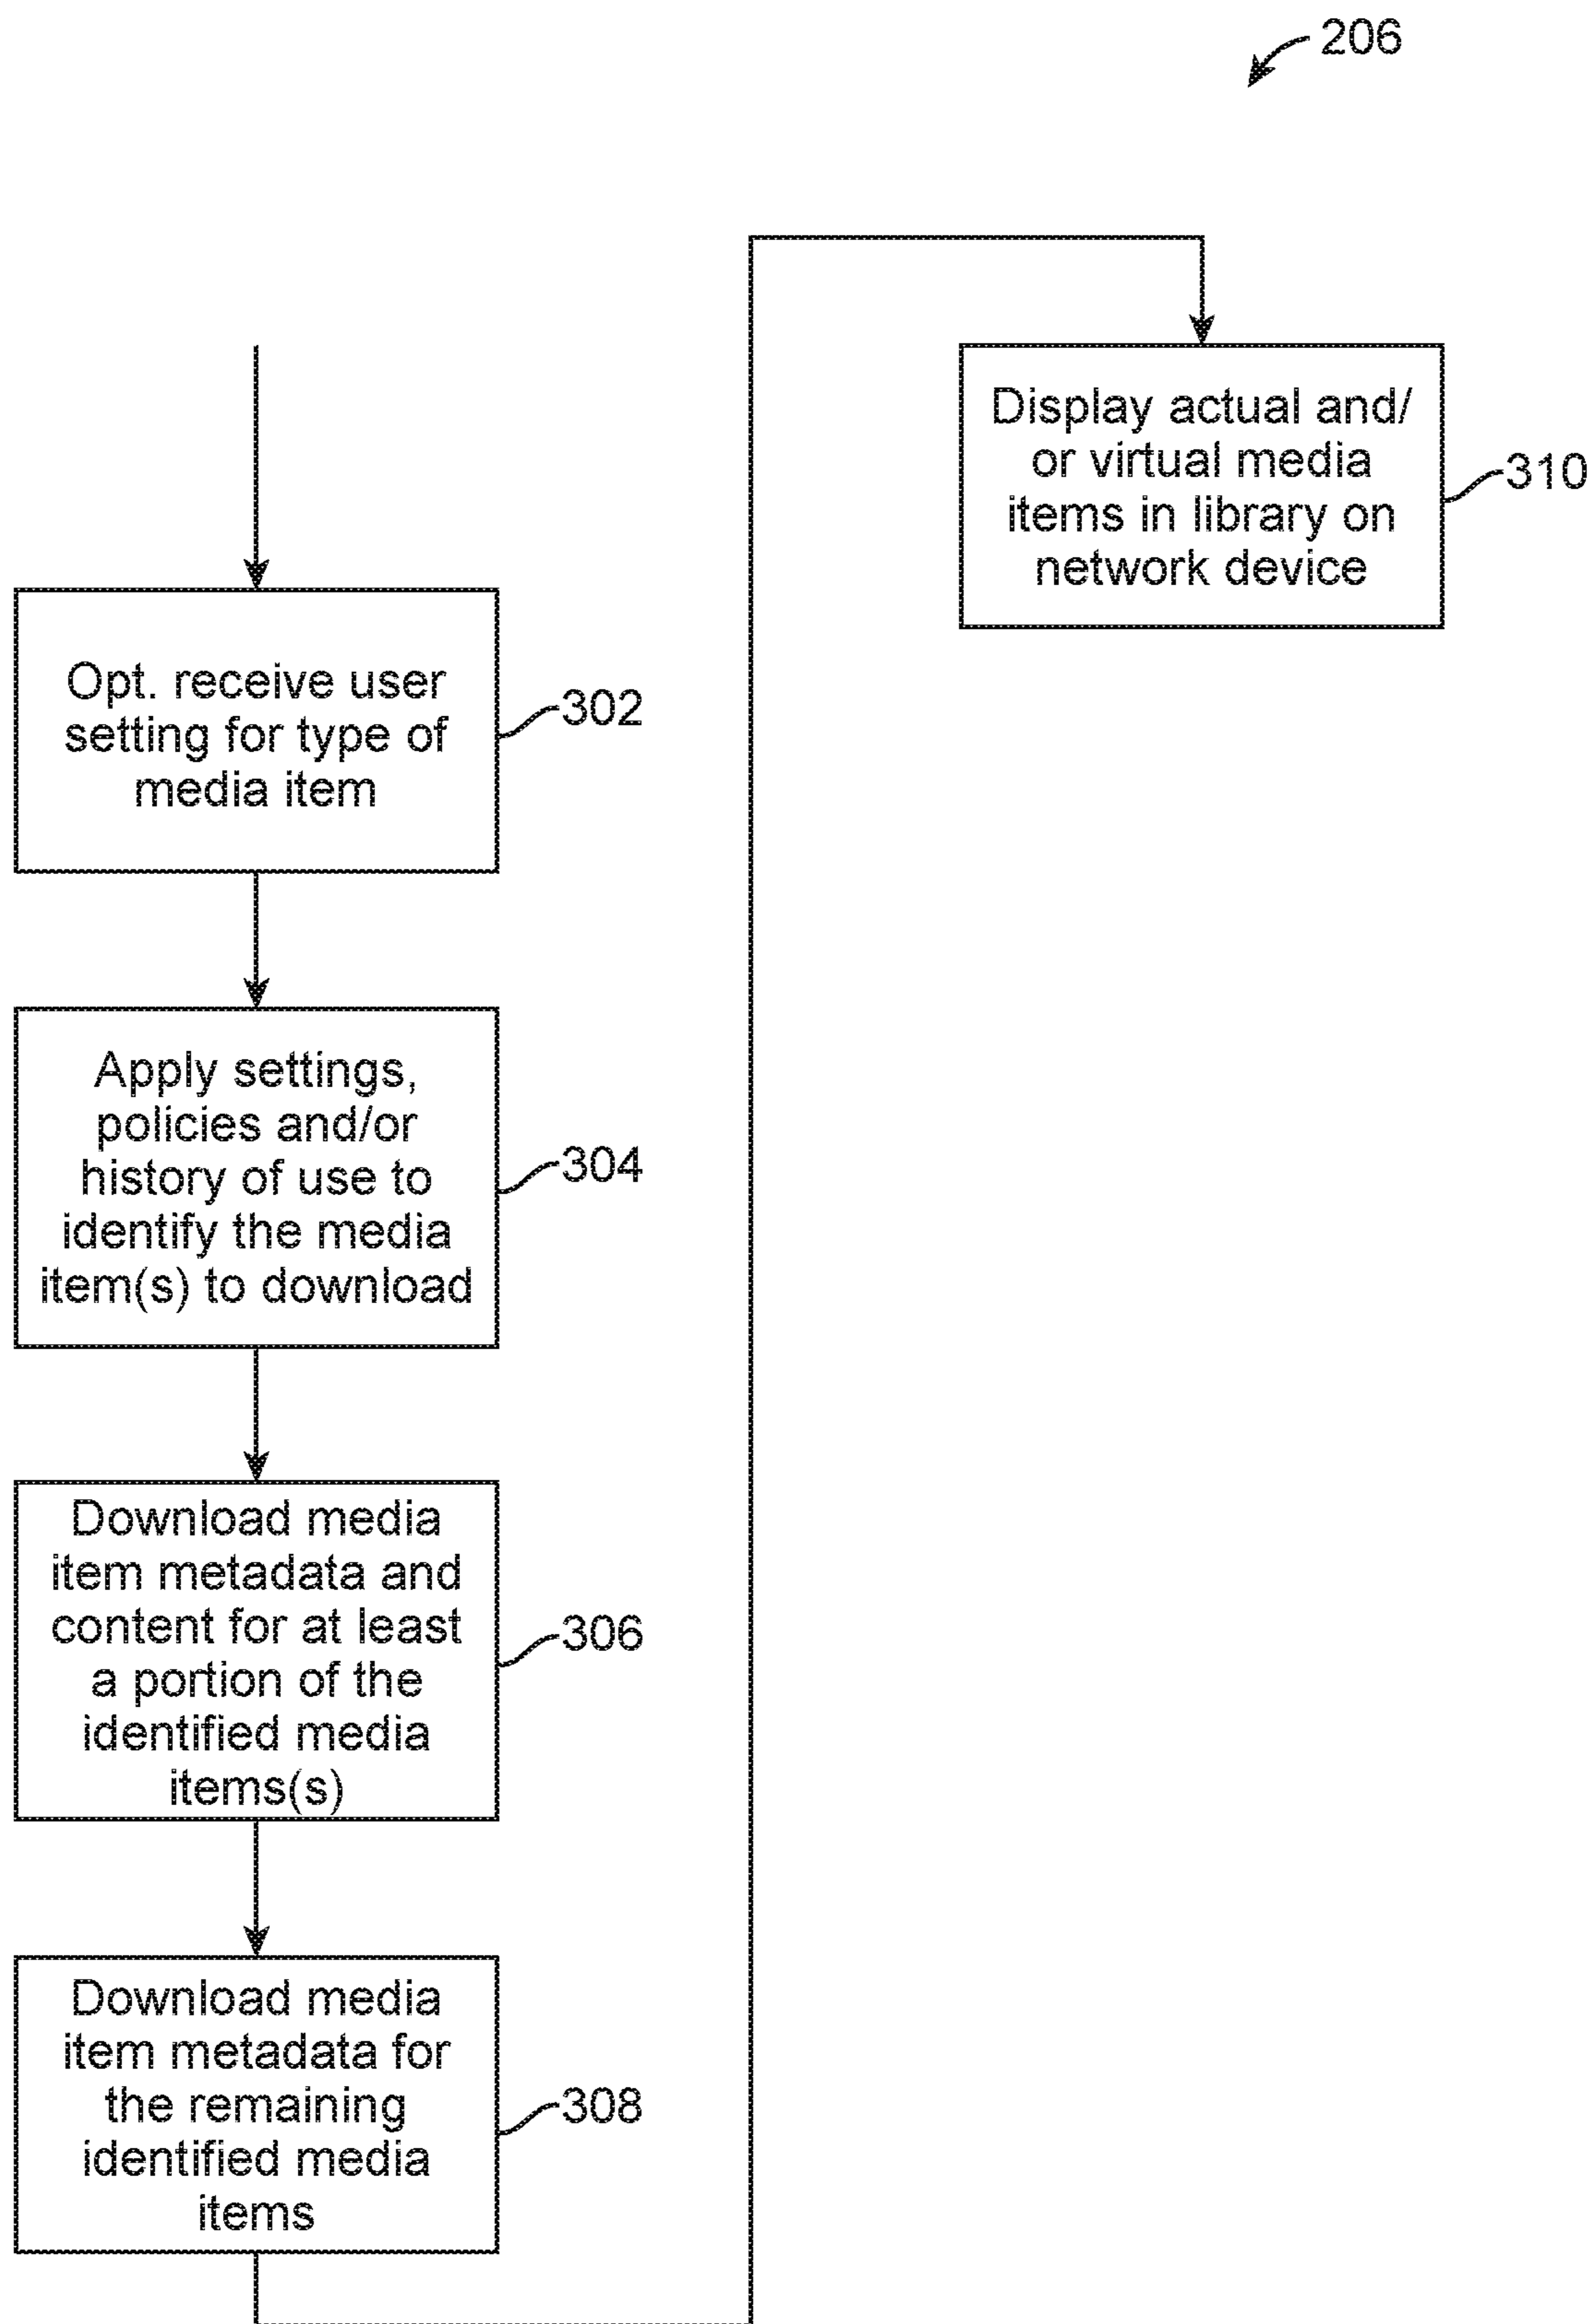 206
Opt. receive user
setting for type of
media item
302
Apply settings,
policies and/or
history of use to
identify the media
item(s) to download
304
Download media
item metadata and
content for at least
a portion of the
identified media
items(s)
306
Download media
item metadata for
the remaining
identified media
items
308
Display actual and/
or virtual media
items in library on
network device
310